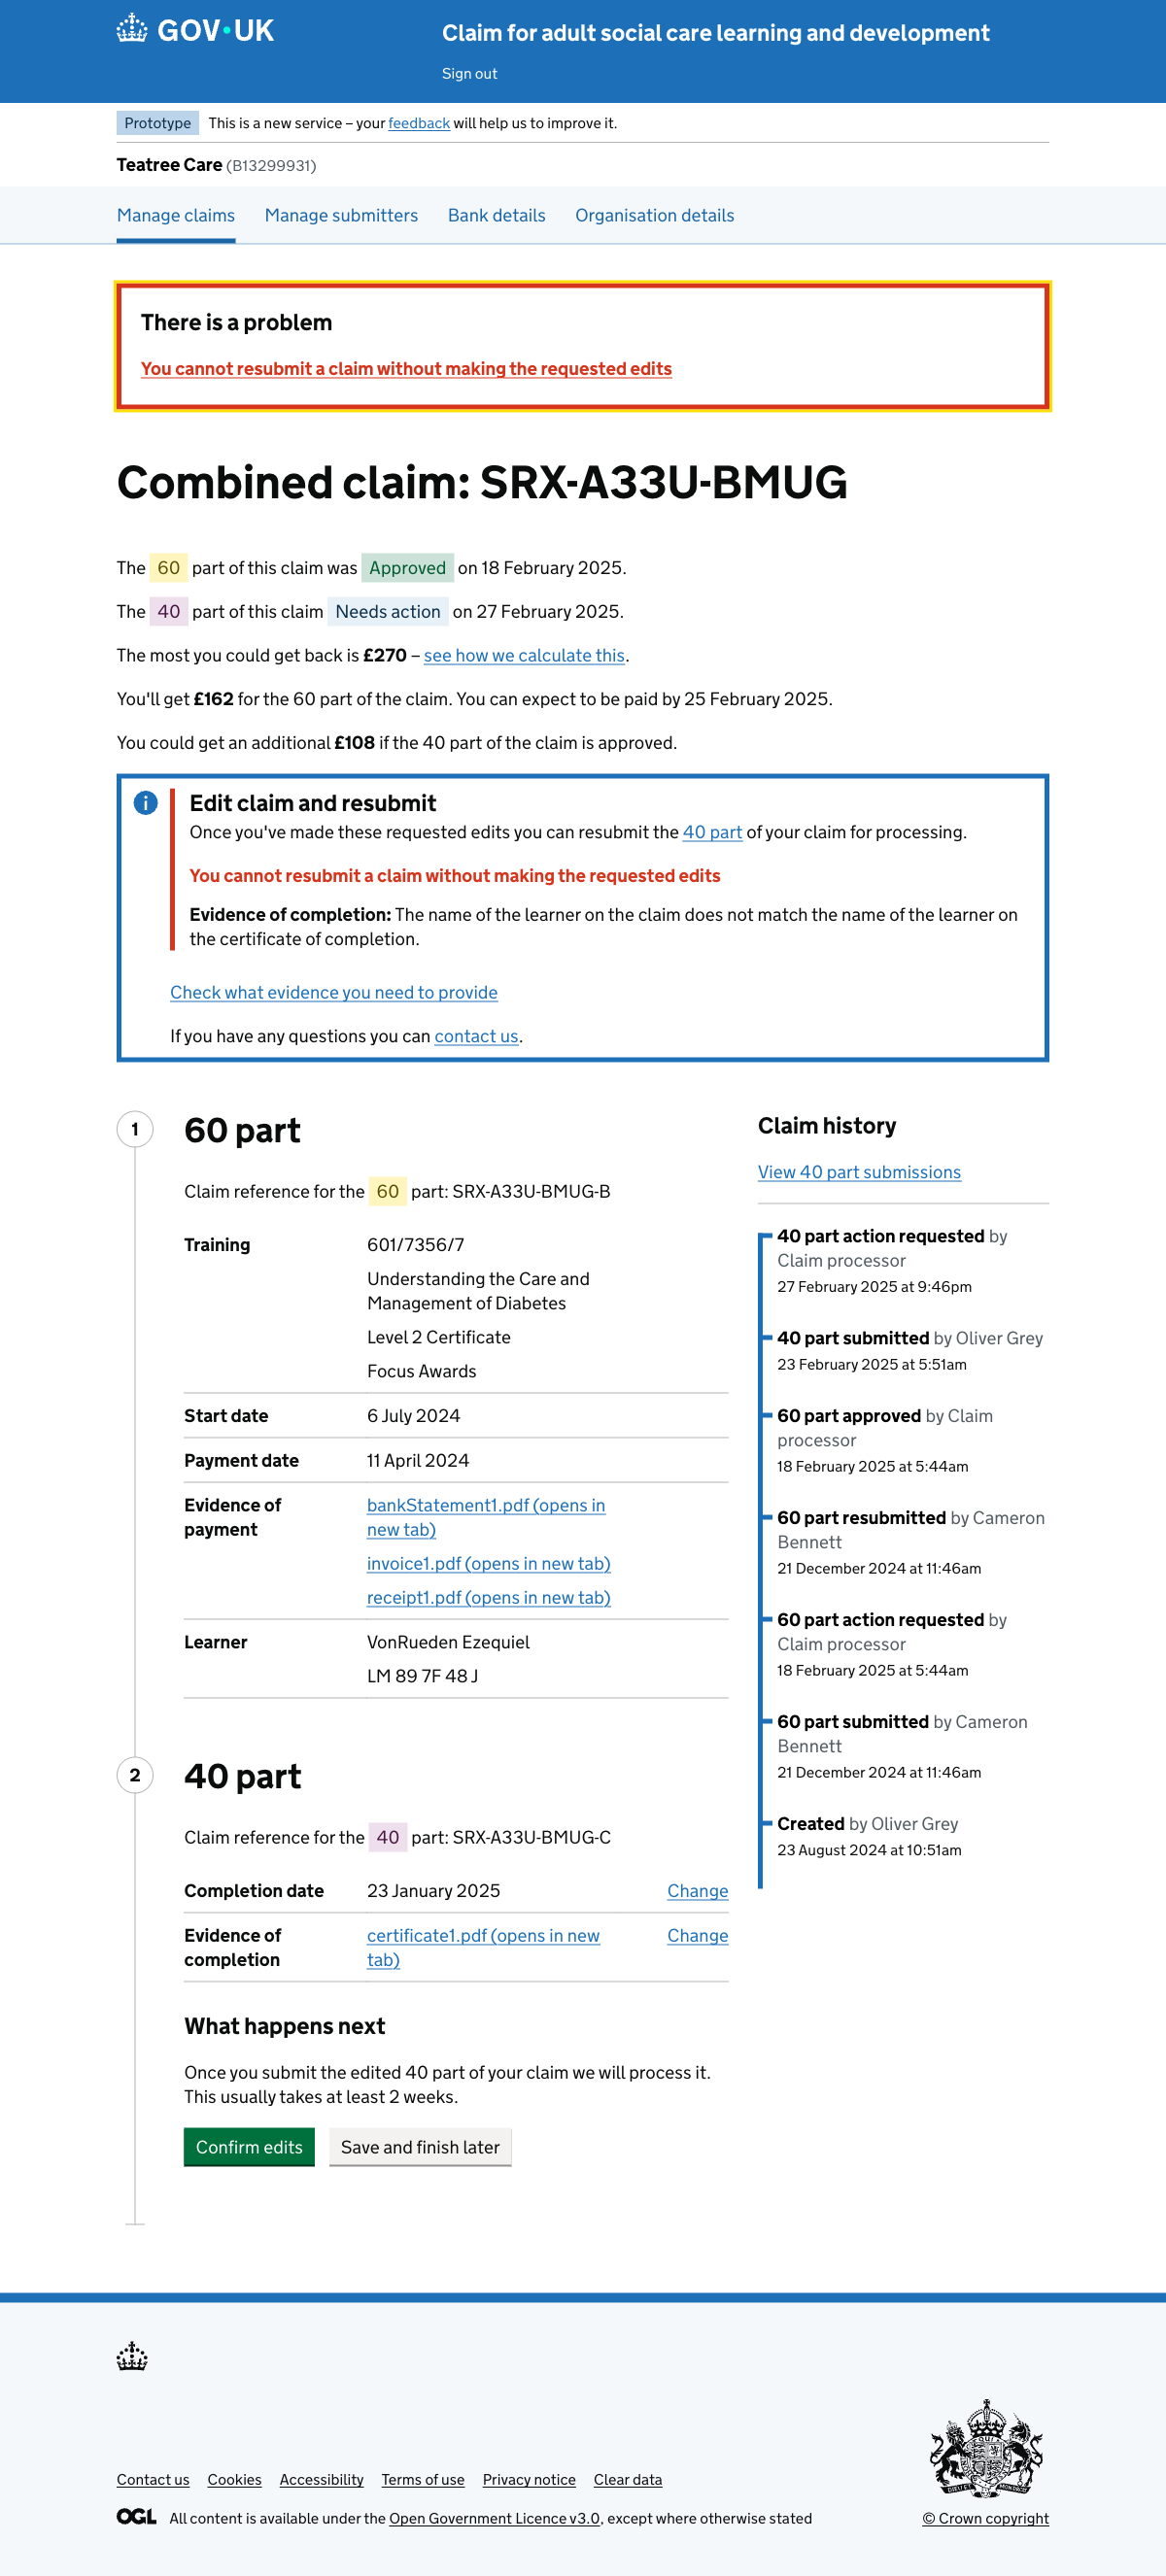 GOV·UK
Claim for adult social care learning and development
Sign out
Prototype
This is a new service – your feedback will help us to improve it.
Teatree Care (B13299931)
Manage claims
Manage submitters
Bank details
Organisation details
There is a problem
You cannot resubmit a claim without making the requested edits
Combined claim: SRX-A33U-BMUG
The 60 part of this claim was Approved on 18 February 2025.
The 40 part of this claim Needs action on 27 February 2025.
The most you could get back is £270 – see how we calculate this.
You'll get £162 for the 60 part of the claim. You can expect to be paid by 25 February 2025.
You could get an additional £108 if the 40 part of the claim is approved.
Edit claim and resubmit
Once you've made these requested edits you can resubmit the 40 part of your claim for processing.
You cannot resubmit a claim without making the requested edits
Evidence of completion: The name of the learner on the claim does not match the name of the learner on
the certificate of completion.
Check what evidence you need to provide
If you have any questions you can contact us.
1
60 part
Claim reference for the 60 part: SRX-A33U-BMUG-B
Training
601/7356/7
Understanding the Care and
Management of Diabetes
Level 2 Certificate
Focus Awards
Start date
6 July 2024
Payment date
11 April 2024
Evidence of
payment
bankStatement1.pdf (opens in
new tab)
invoice1.pdf (opens in new tab)
receipt1.pdf (opens in new tab)
Learner
VonRueden Ezequiel
LM 89 7F 48 J
2
40 part
Claim reference for the 40 part: SRX-A33U-BMUG-C
Completion date
23 January 2025
Change
Evidence of
completion
certificate1.pdf (opens in new
tab)
Change
What happens next
Once you submit the edited 40 part of your claim we will process it.
This usually takes at least 2 weeks.
Confirm edits
Save and finish later
Claim history
View 40 part submissions
40 part action requested by
Claim processor
27 February 2025 at 9:46pm
40 part submitted by Oliver Grey
23 February 2025 at 5:51am
60 part approved by Claim
processor
18 February 2025 at 5:44am
60 part resubmitted by Cameron
Bennett
21 December 2024 at 11:46am
60 part action requested by
Claim processor
18 February 2025 at 5:44am
60 part submitted by Cameron
Bennett
21 December 2024 at 11:46am
Created by Oliver Grey
23 August 2024 at 10:51am
Contact us
Cookies
Accessibility
Terms of use
Privacy notice
Clear data
OGL
All content is available under the Open Government Licence v3.0, except where otherwise stated
© Crown copyright